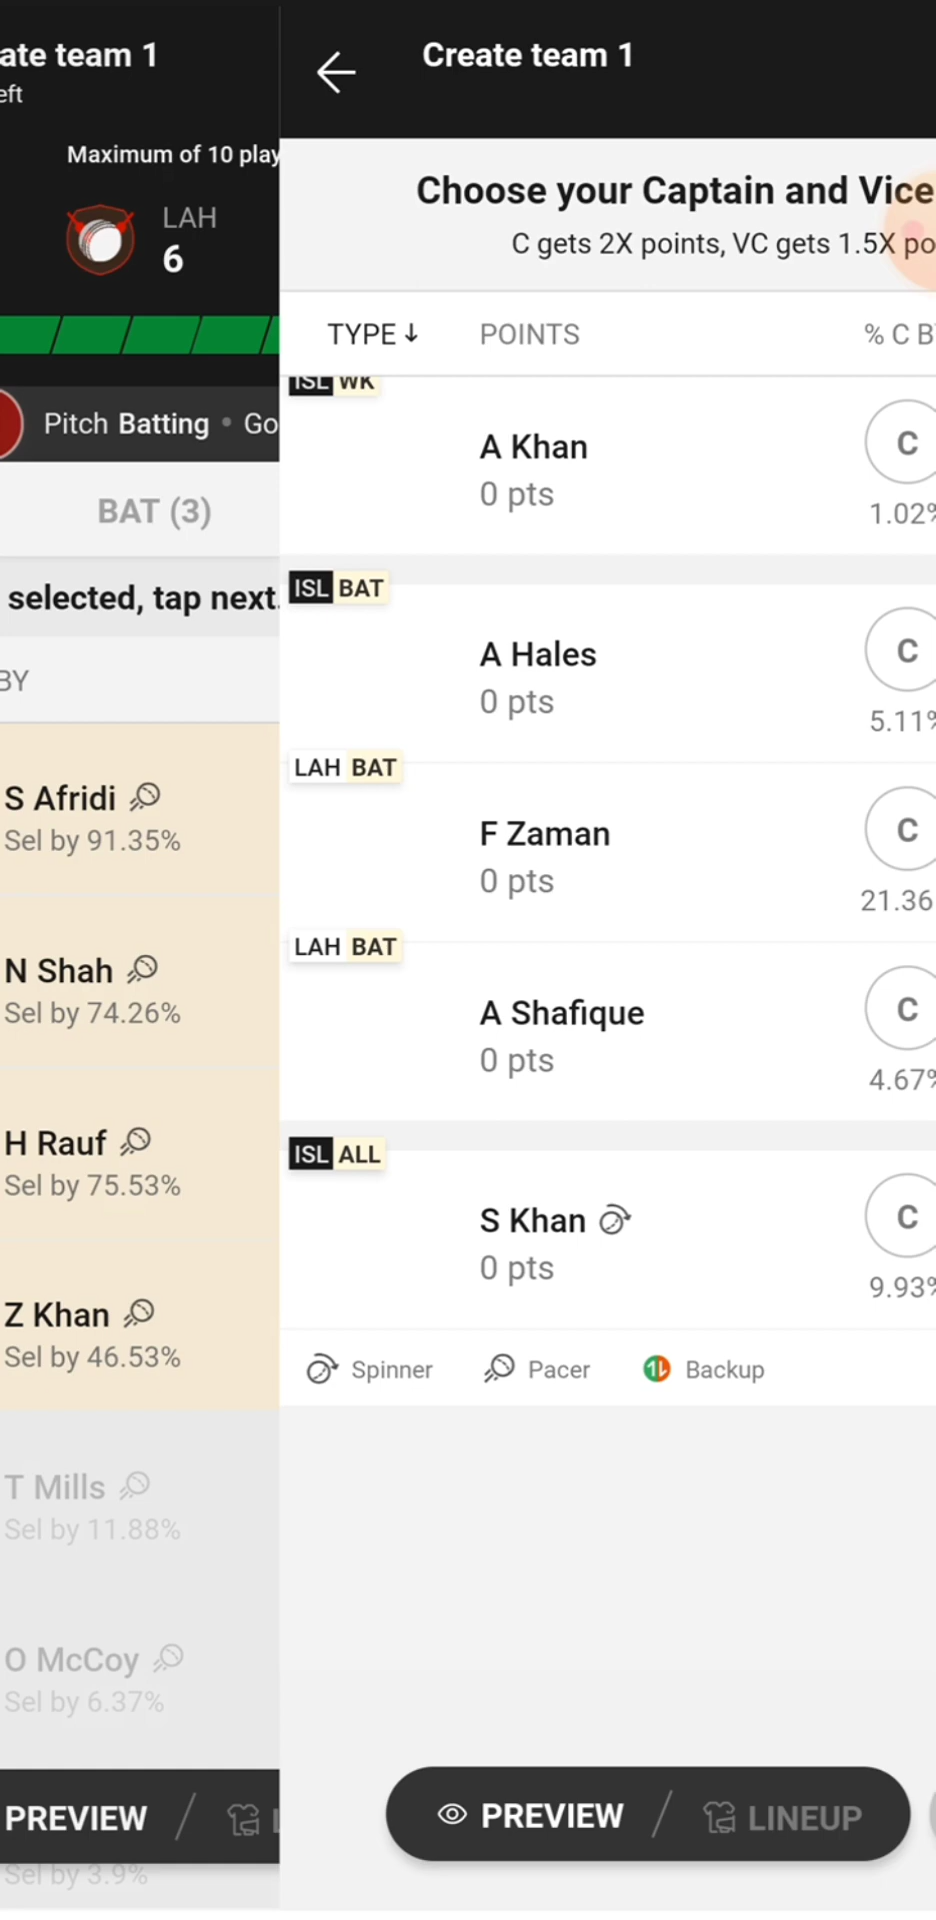 ate team 1
eft
Maximum of 10 play
LAH
6
Pitch Batting • Go
BAT (3)
selected, tap next.
BY
S Afridi
Sel by 91.35%
N Shah
Sel by 74.26%
H Rauf
Sel by 75.53%
Z Khan
Sel by 46.53%
T Mills
Sel by 11.88%
O McCoy
Sel by 6.37%
PREVIEW
Sel by 3.9%
Create team 1
Choose your Captain and Vice
C gets 2X points, VC gets 1.5X po
TYPE↓ POINTS % C B
ISL WK
A Khan
0 pts
C
1.02%
ISL BAT
A Hales
0 pts
C
5.11%
LAH BAT
F Zaman
0 pts
C
21.36
LAH BAT
A Shafique
0 pts
C
4.67%
ISL ALL
S Khan
0 pts
C
9.93%
Spinner Pacer Backup
PREVIEW / LINEUP